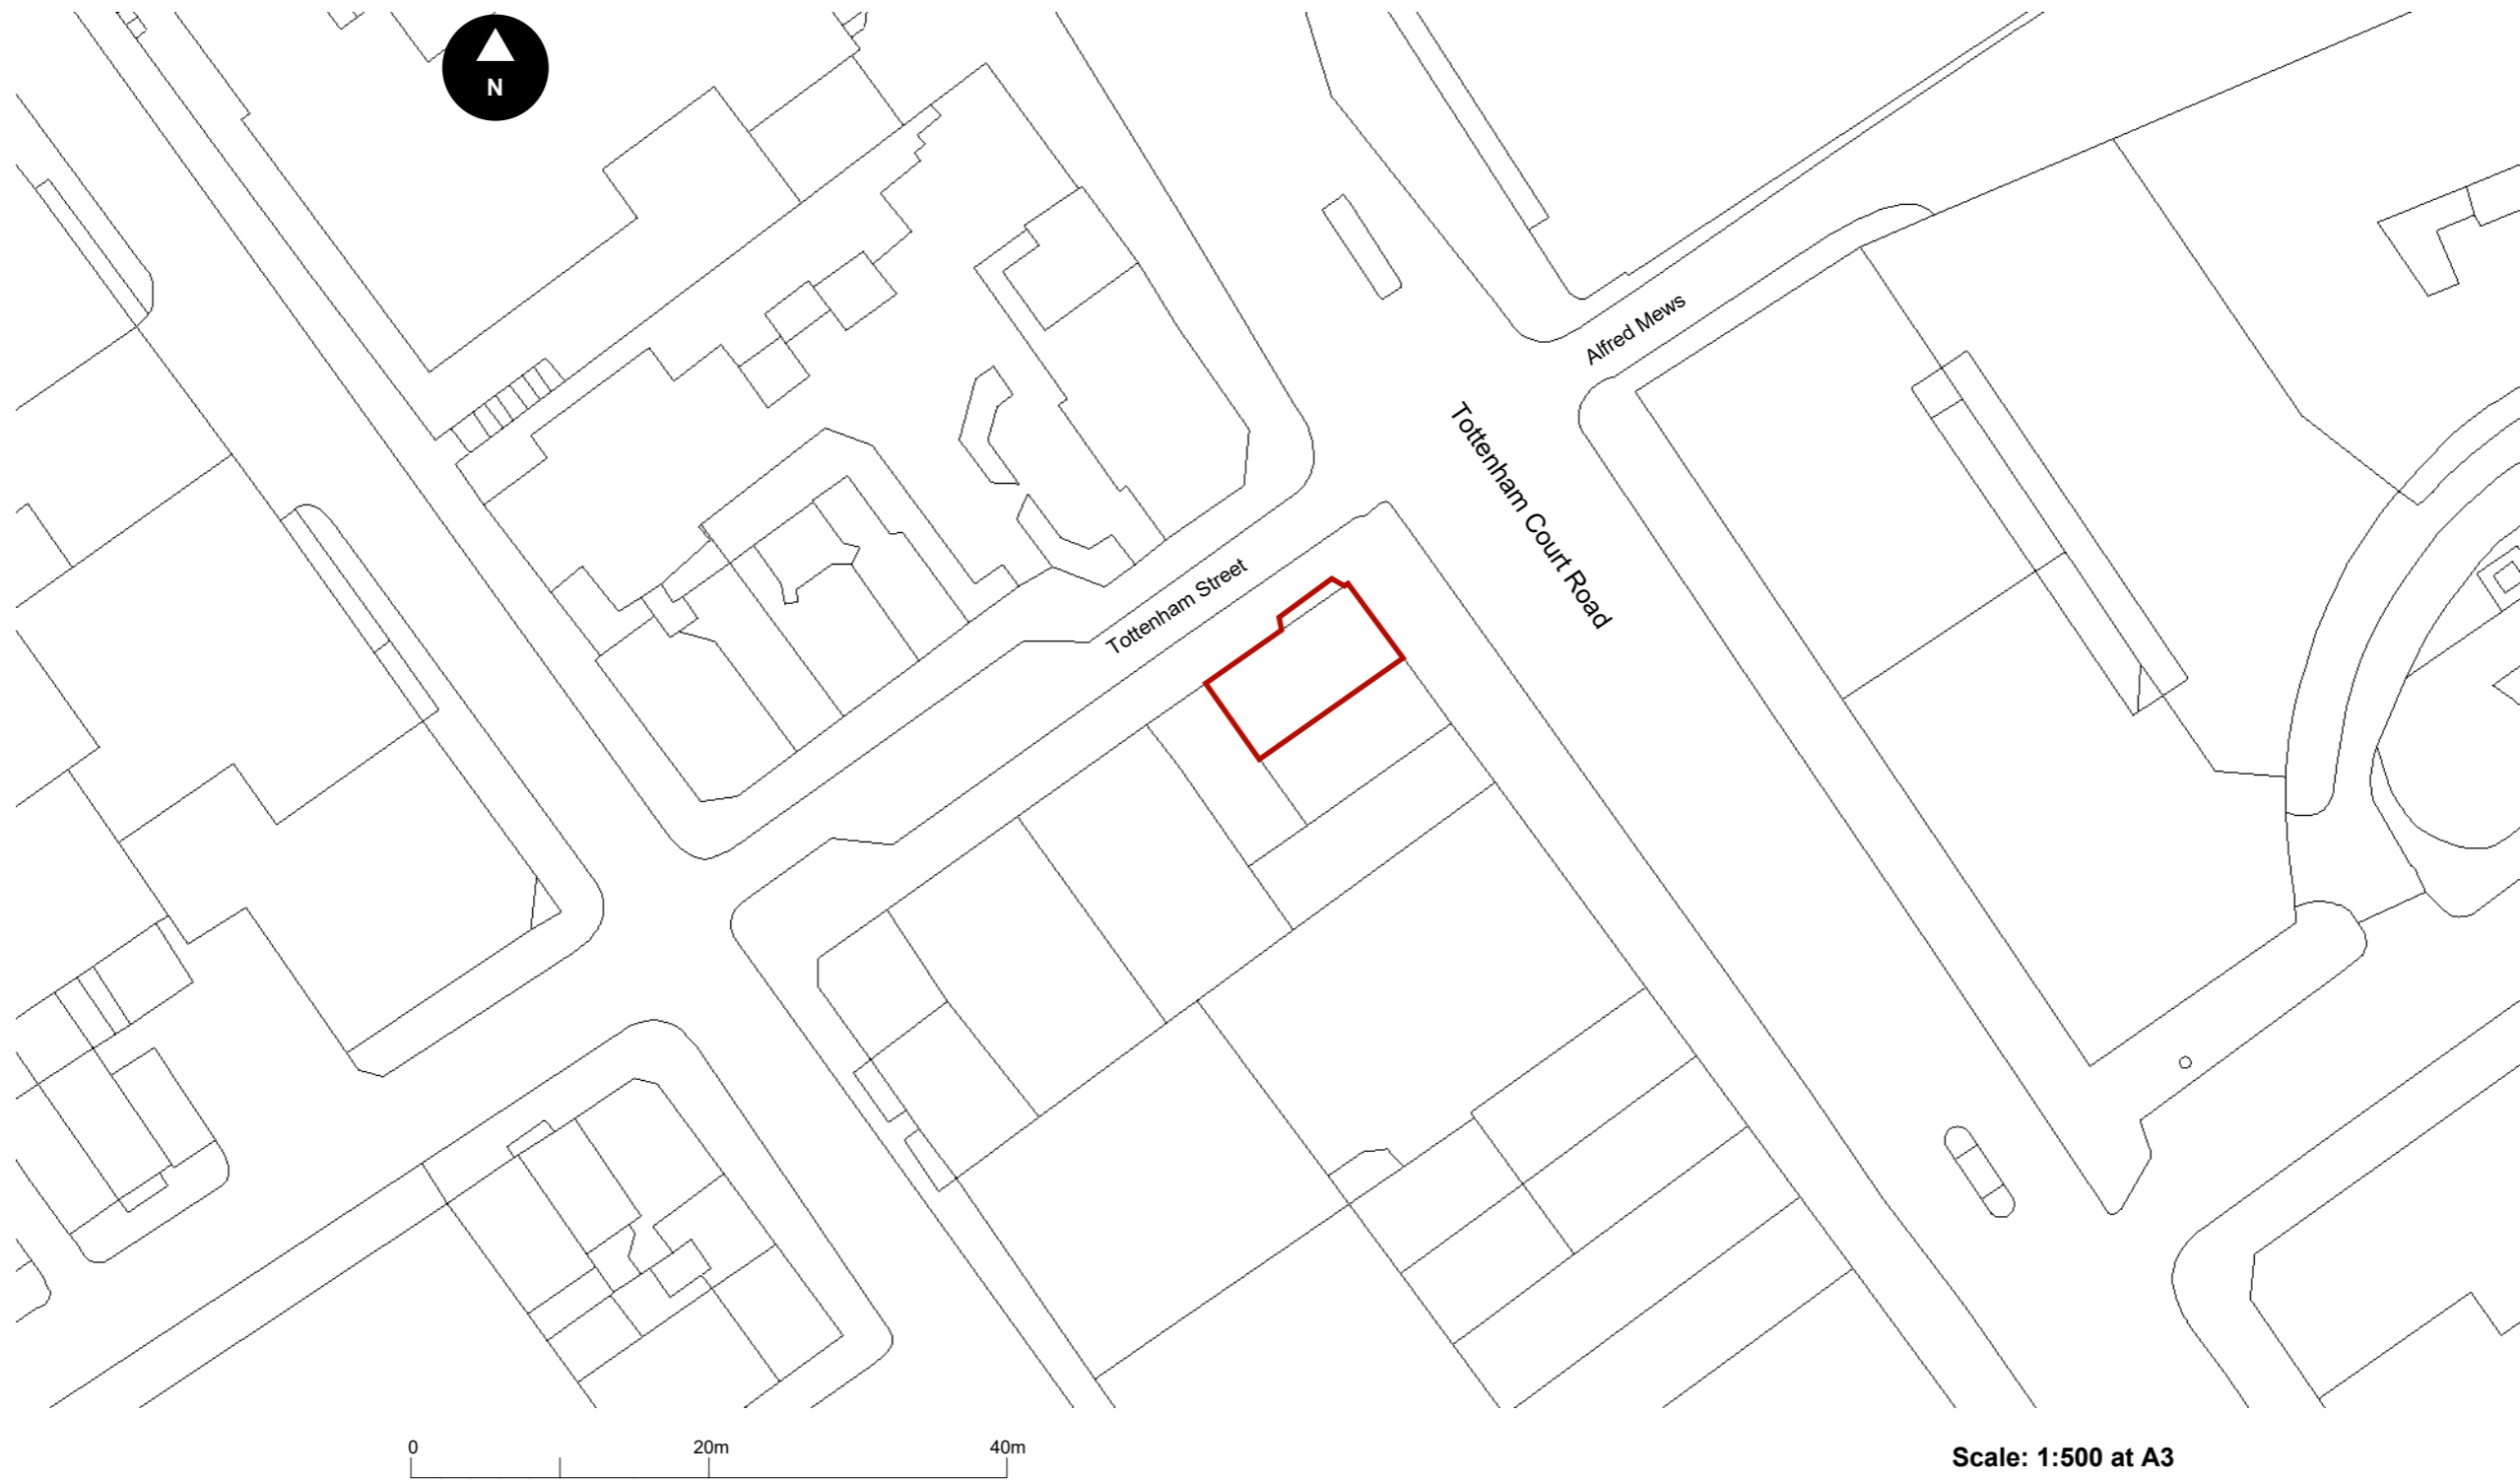 N
Alfred Mews
Tottenham Court Road
Tottenham Street
0 20m 40m
Scale: 1:500 at A3